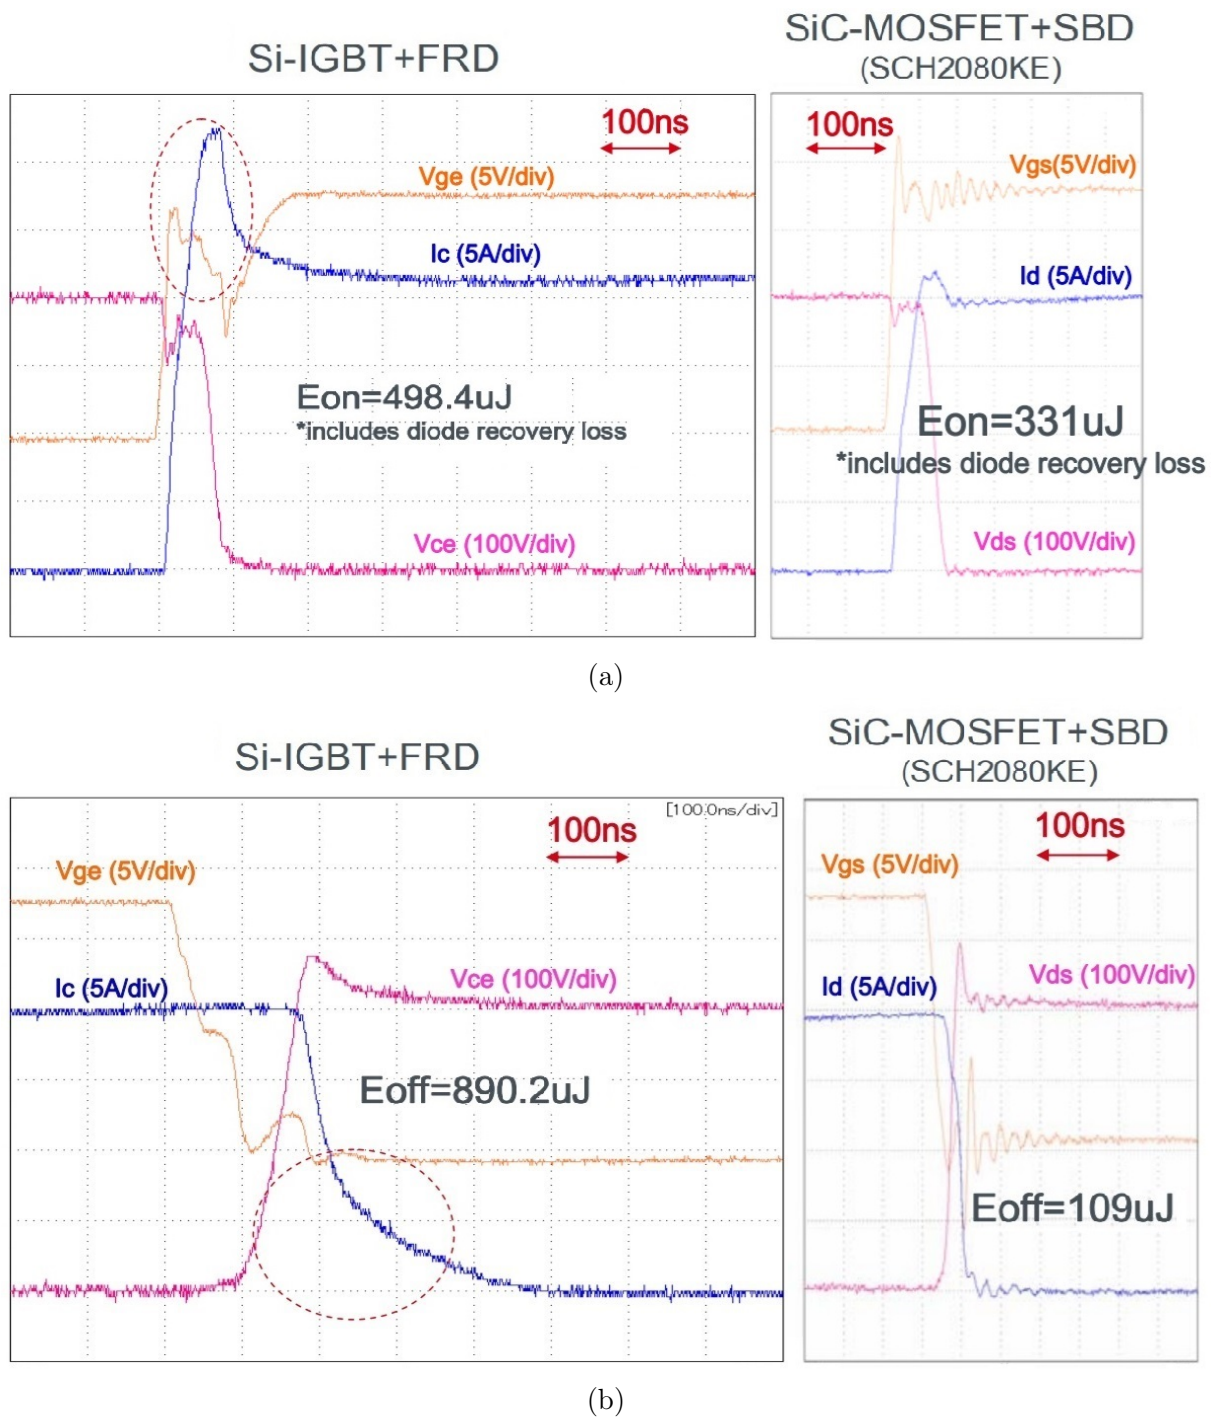 Si-IGBT+FRD
SiC-MOSFET+SBD
(SCH2080KE)
100ns
Vge (5V/div)
Ic (5A/div)
Eon=498.4uJ
*includes diode recovery loss
Vce (100V/div)
100ns
Vgs(5V/div)
Id (5A/div)
Eon=331uJ
*includes diode recovery loss
Vds (100V/div)
(a)
Si-IGBT+FRD
SiC-MOSFET+SBD
(SCH2080KE)
[100.0ns/div]
100ns
Vge (5V/div)
Ic (5A/div)
Vce (100V/div)
Eoff=890.2uJ
100ns
Vgs (5V/div)
Id (5A/div)
Vds (100V/div)
Eoff=109uJ
(b)